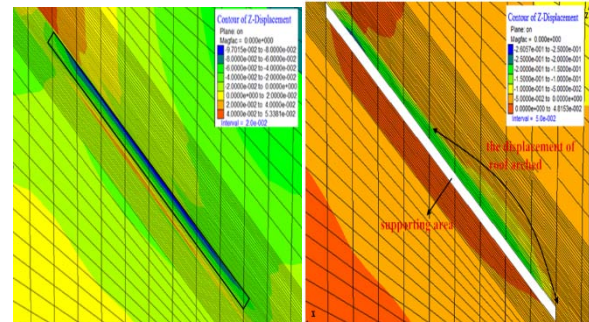 Contour of Z-Displacement
Plane: on
Magfac = 0.000e+000
-9.7015e-002 to -8.0000e-002
-8.0000e-002 to -6.0000e-002
-6.0000e-002 to -4.0000e-002
-4.0000e-002 to -2.0000e-002
-2.0000e-002 to 0.0000e+000
0.0000e+000 to 2.0000e-002
2.0000e-002 to 4.0000e-002
4.0000e-002 to 5.3381e-002
Interval = 2.0e-002
Contour of Z-Displacement
Plane: on
Magfac = 0.000e+000
-2.6057e-001 to -2.5000e-001
-2.5000e-001 to -2.0000e-001
-2.0000e-001 to -1.5000e-001
-1.5000e-001 to -1.0000e-001
-1.0000e-001 to -5.0000e-002
-5.0000e-002 to 0.0000e+000
0.0000e+000 to 4.8153e-002
Interval = 5.0e-002
the displacement of
roof arched
supporting area
1